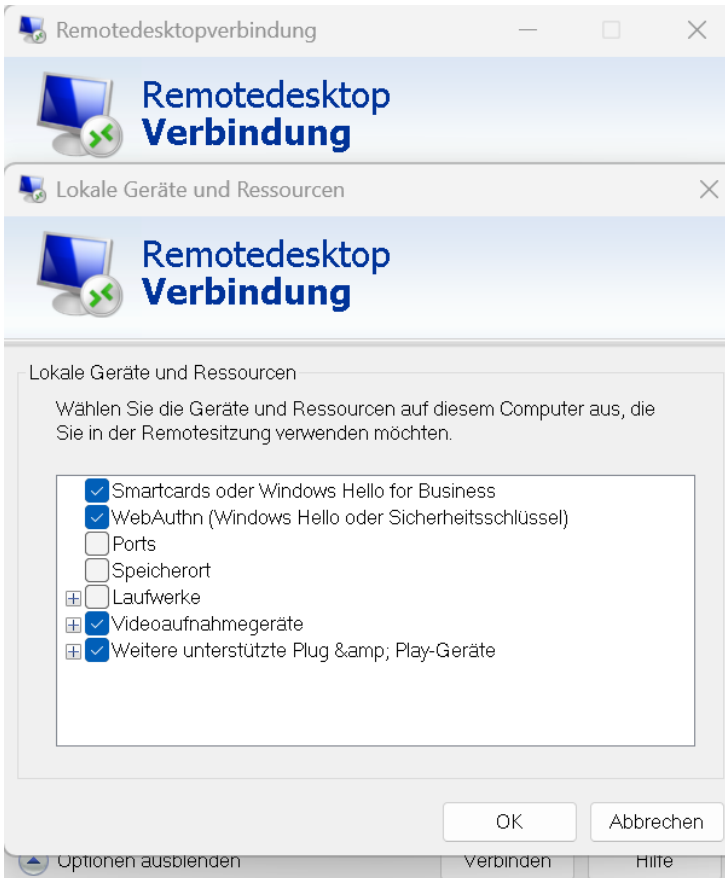 Remotedesktopverbindung
Remotedesktop
Verbindung
Lokale Geräte und Ressourcen
Remotedesktop
Verbindung
Lokale Geräte und Ressourcen
Wählen Sie die Geräte und Ressourcen auf diesem Computer aus, die
Sie in der Remotesitzung verwenden möchten.
Smartcards oder Windows Hello for Business
WebAuthn (Windows Hello oder Sicherheitsschlüssel)
Ports
Speicherort
Laufwerke
Videoaufnahmegeräte
Weitere unterstützte Plug &amp; Play-Geräte
OK Abbrechen
Optionen ausblenden Verbinden Hilfe